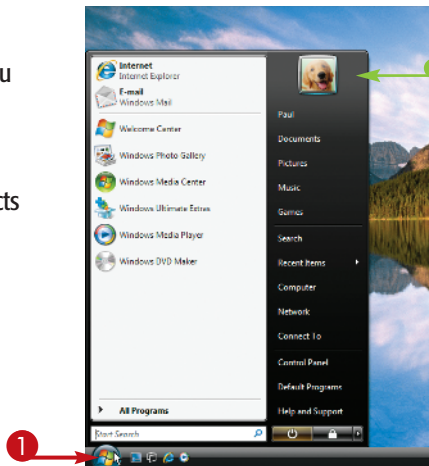 u
cts
Internet
Internet Explorer
E-mail
Windows Mail
Welcome Center
Windows Photo Gallery
Windows Media Center
Windows Ultimate Extras
Windows Media Player
Windows DVD Maker
All Programs
Start Search
Paul
Documents
Pictures
Music
Games
Search
Recent Items
Computer
Network
Connect To
Control Panel
Default Programs
Help and Support
1